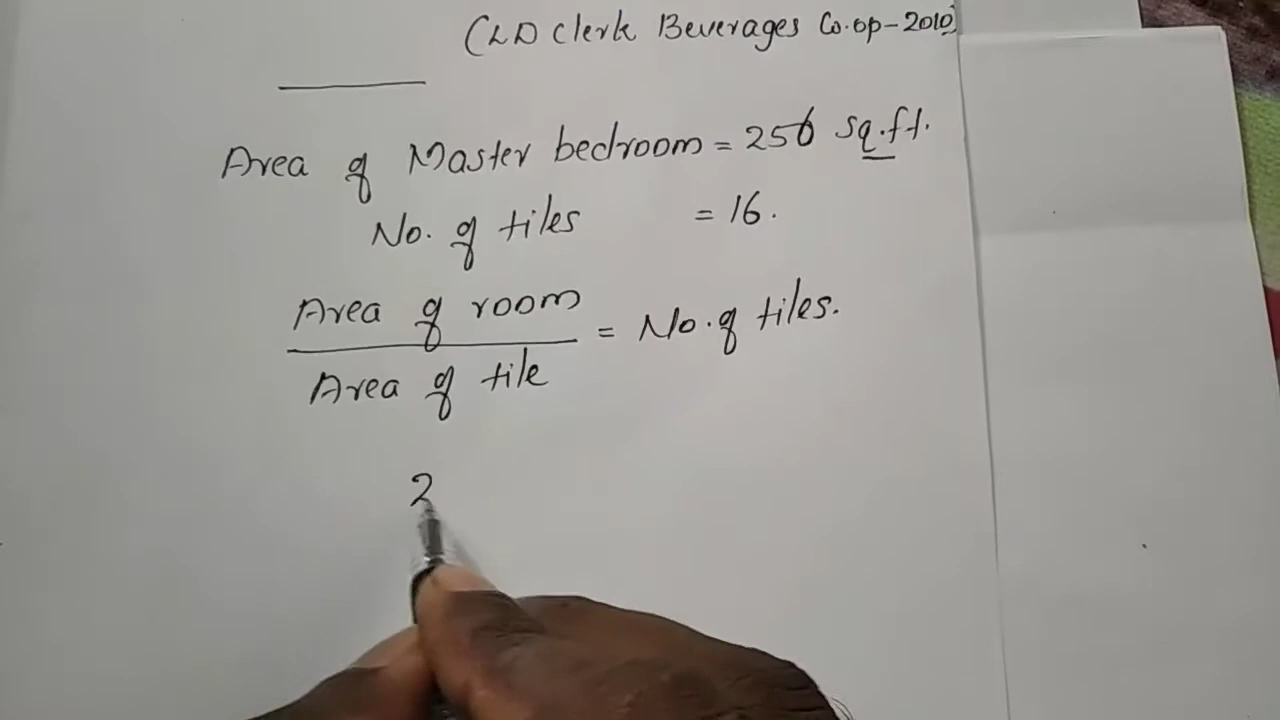 (LD Clerk Beverages Co.op-2010)
Area of Master bedroom = 256 sq.ft.
No. of tiles = 16.
Area of room
= No. of tiles.
Area of tile
2